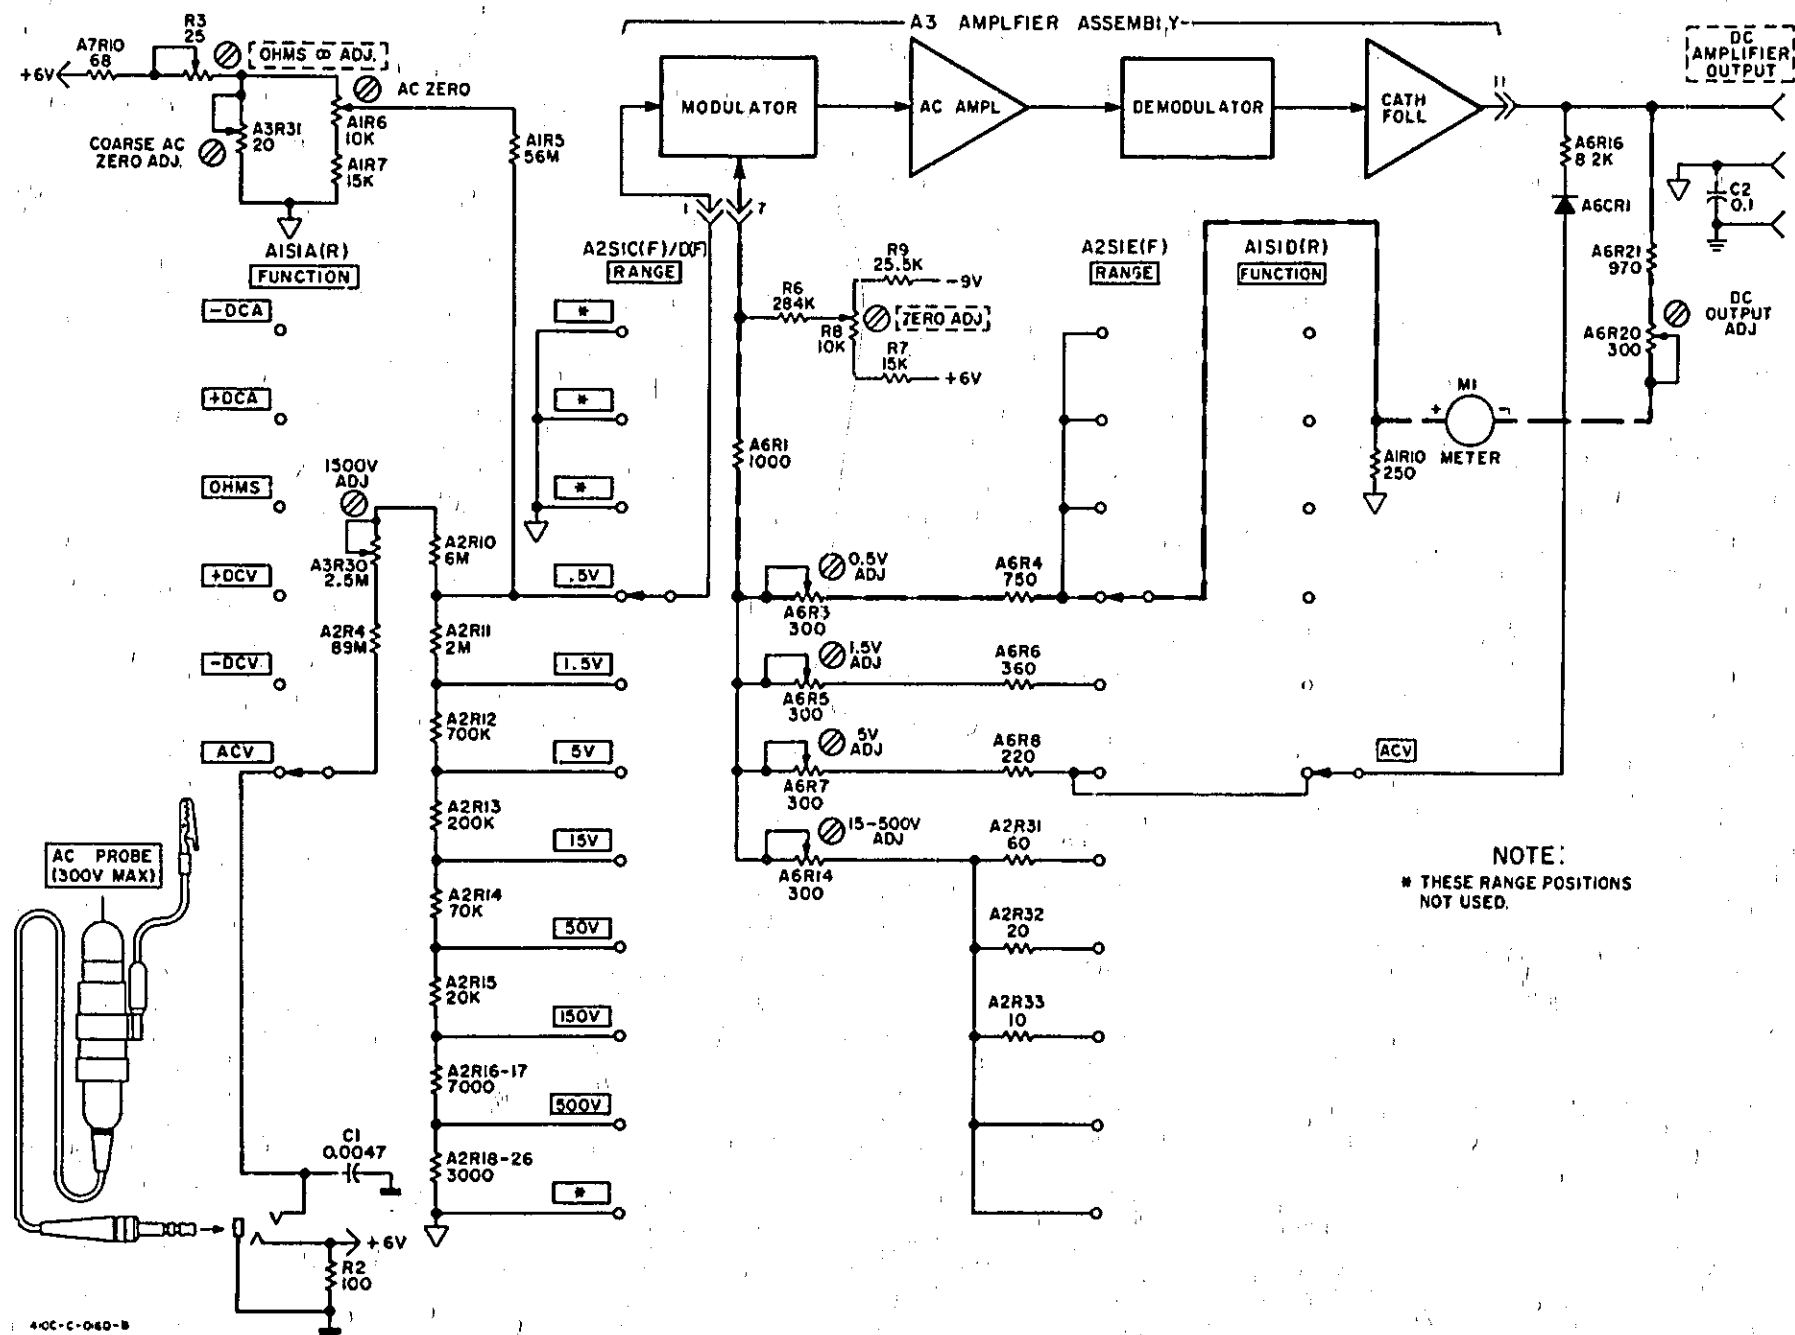 A3 AMPLFIER ASSEMBLY
R3
25
A7R10
68
+6V
OHMS ∞ ADJ.
AC ZERO
A3R31
20
COARSE AC
ZERO ADJ.
A1R6
10K
A1R7
15K
A1R5
56M
MODULATOR
AC AMPL
DEMODULATOR
CATH
FOLL
11
DC
AMPLIFIER
OUTPUT
A6R16
8 2K
A6CR1
C2
0.1
A6R21
970
DC
OUTPUT
ADJ
A6R20
300
1
7
A1S1A(R)
FUNCTION
A2S1C(F)/D(F)
RANGE
R9
25.5K
-9V
R6
284K
R8
10K
ZERO ADJ
R7
15K
+6V
A2S1E(F)
RANGE
A1S1D(R)
FUNCTION
-DCA
*
+DCA
*
OHMS
*
+DCV
.5V
-DCV
1.5V
ACV
5V
15V
50V
150V
500V
*
1500V
ADJ
A3R30
2.5M
A2R4
89M
A2R10
6M
A2R11
2M
A2R12
700K
A2R13
200K
A2R14
70K
A2R15
20K
A2R16-17
7000
A2R18-26
3000
A6R1
1000
0.5V
ADJ
A6R3
300
A6R4
750
1.5V
ADJ
A6R5
300
A6R6
360
5V
ADJ
A6R7
300
A6R8
220
15-500V
ADJ
A6R14
300
A2R31
60
A2R32
20
A2R33
10
M1
+
-
METER
A1R10
250
ACV
NOTE:
* THESE RANGE POSITIONS
NOT USED.
AC PROBE
(300V MAX)
C1
0.0047
+6V
R2
100
410C-C-0160-B